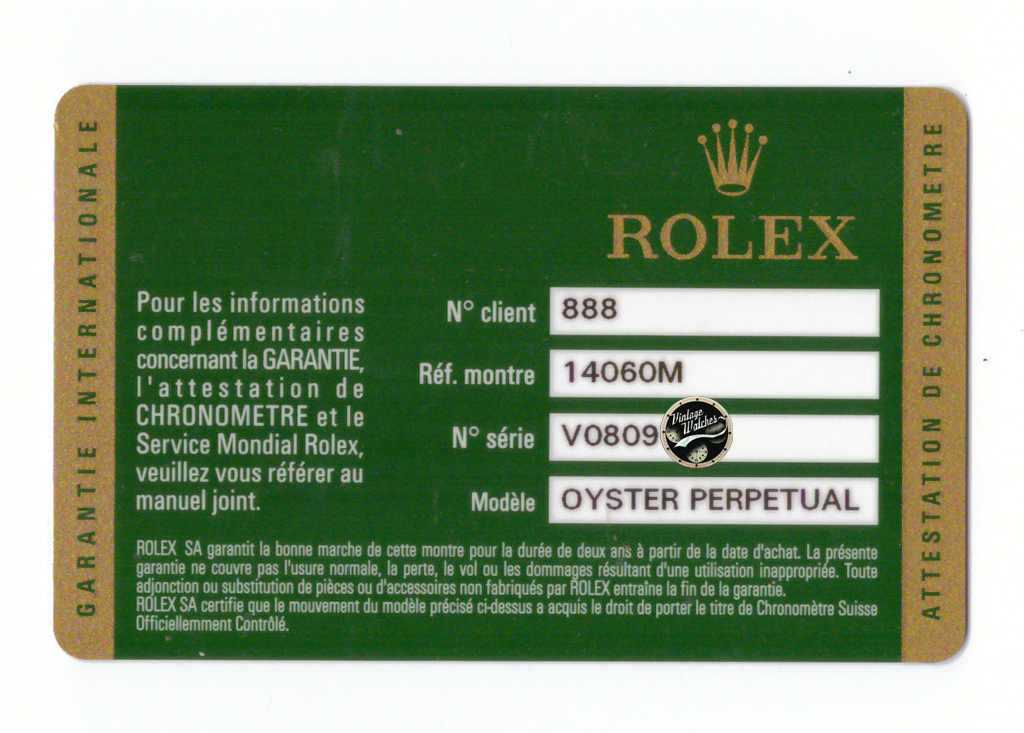 GARANTIE INTERNATIONALE
ROLEX
Pour les informations
complémentaires
concernant la GARANTIE,
l'attestation de
CHRONOMETRE et le
Service Mondial Rolex,
veuillez vous référer au
manuel joint.
N° client 888
Réf. montre 14060M
N° série V0809
Vintage
Watches
Modèle OYSTER PERPETUAL
ROLEX SA garantit la bonne marche de cette montre pour la durée de deux ans à partir de la date d'achat. La présente
garantie ne couvre pas l'usure normale, la perte, le vol ou les dommages résultant d'une utilisation inappropriée. Toute
adjonction ou substitution de pièces ou d'accessoires non fabriqués par ROLEX entraîne la fin de la garantie.
ROLEX SA certifie que le mouvement du modèle précisé ci-dessus a acquis le droit de porter le titre de Chronomètre Suisse
Officiellement Contrôlé.
ATTESTATION DE CHRONOMETRE